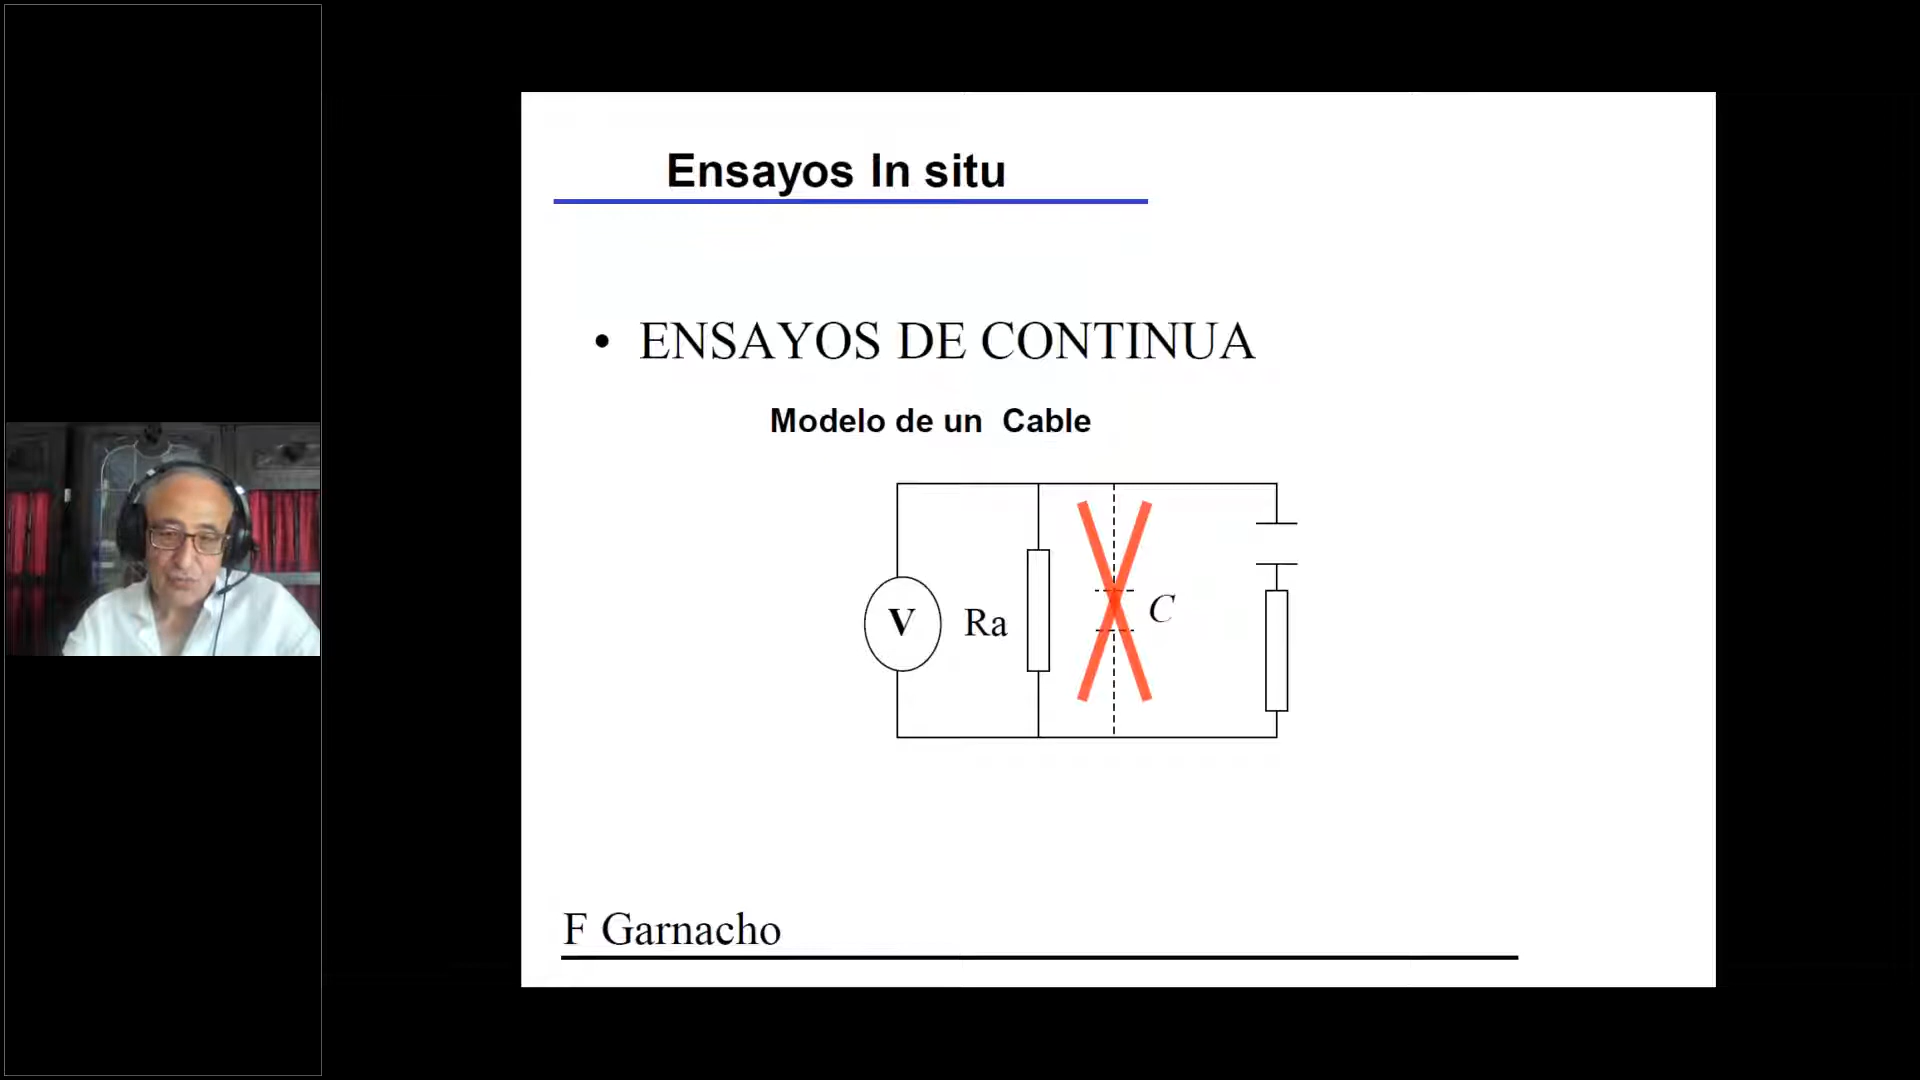 Ensayos In situ
• ENSAYOS DE CONTINUA
Modelo de un Cable
V
Ra
C
F Garnacho